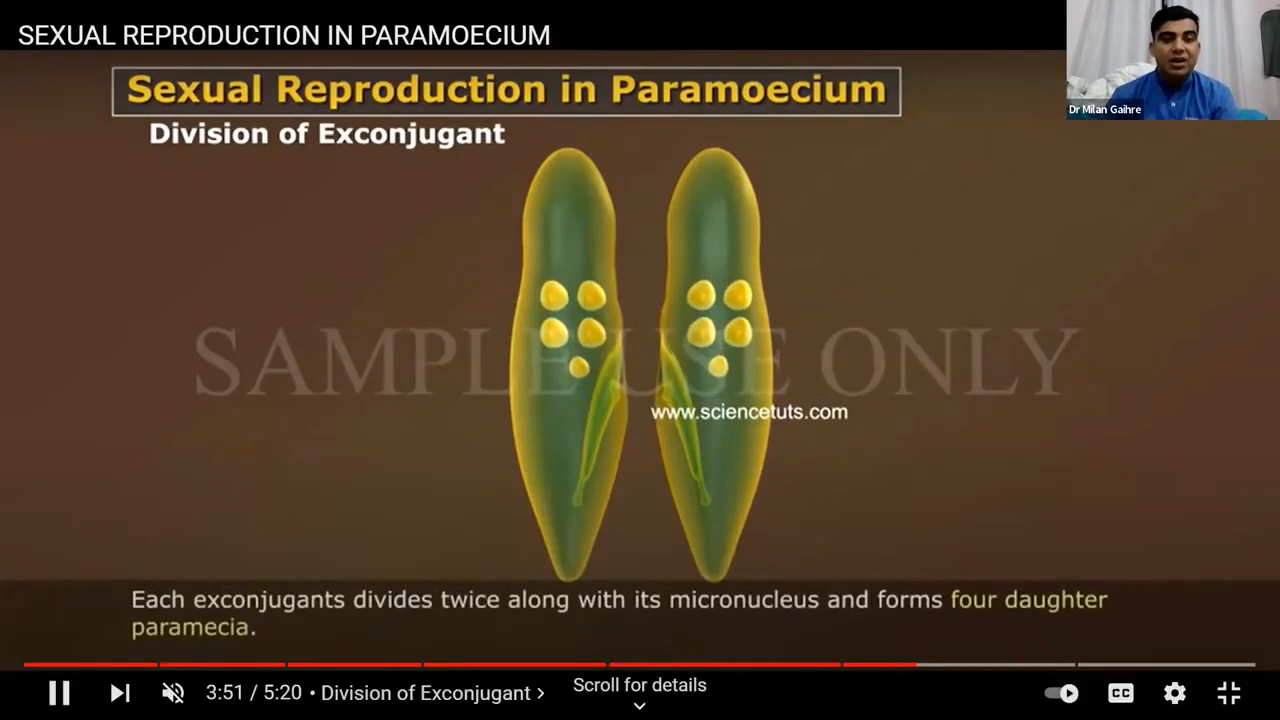 SEXUAL REPRODUCTION IN PARAMOECIUM
Dr Milan Gaihre
Sexual Reproduction in Paramoecium
Division of Exconjugant
SAMPLE USE ONLY
www.sciencetuts.com
Each exconjugants divides twice along with its micronucleus and forms four daughter
paramecia.
3:51 / 5:20 • Division of Exconjugant >
Scroll for details
CC